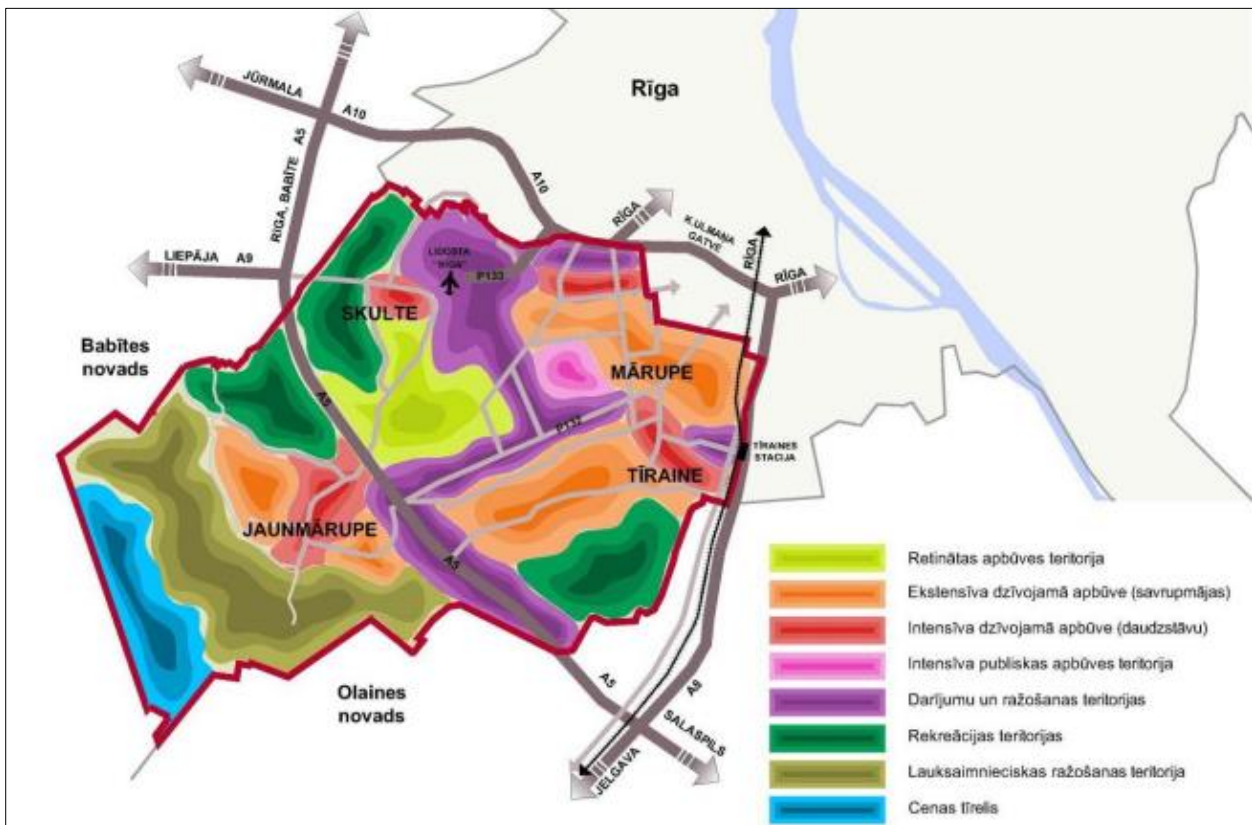 JŪRMALA
A10
Rīga
RĪGA, BABĪTE A5
A10
RĪGA
K.ULMAŅA
GATVE
RĪGA
RĪGA
LIEPĀJA A9
LIDOSTA
"RĪGA"
P133
SKULTE
Babītes
novads
MĀRUPE
A5
P132
TĪRAINE
TĪRAINES
STACIJA
JAUNMĀRUPE
A5
Olaines
novads
A5
A8
SALASPILS
JELGAVA
Retinātas apbūves teritorija
Ekstensīva dzīvojamā apbūve (savrupmājas)
Intensīva dzīvojamā apbūve (daudzstāvu)
Intensīva publiskas apbūves teritorija
Darījumu un ražošanas teritorijas
Rekreācijas teritorijas
Lauksaimnieciskas ražošanas teritorija
Cenas tīrelis